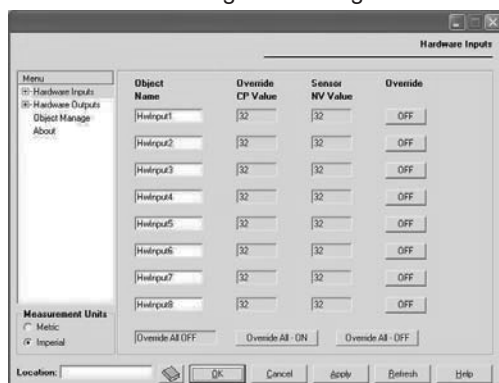 Hardware Inputs
Menu
Hardware Inputs
Hardware Outputs
Object Manage
About
Object Name
Override CP Value
Sensor NV Value
Override
HwInput1 32 32 OFF
HwInput2 32 32 OFF
HwInput3 32 32 OFF
HwInput4 32 32 OFF
HwInput5 32 32 OFF
HwInput6 32 32 OFF
HwInput7 32 32 OFF
HwInput8 32 32 OFF
Measurement Units
Metric
Imperial
Override All OFF
Override All - ON
Override All - OFF
Location:
OK
Cancel
Apply
Refresh
Help